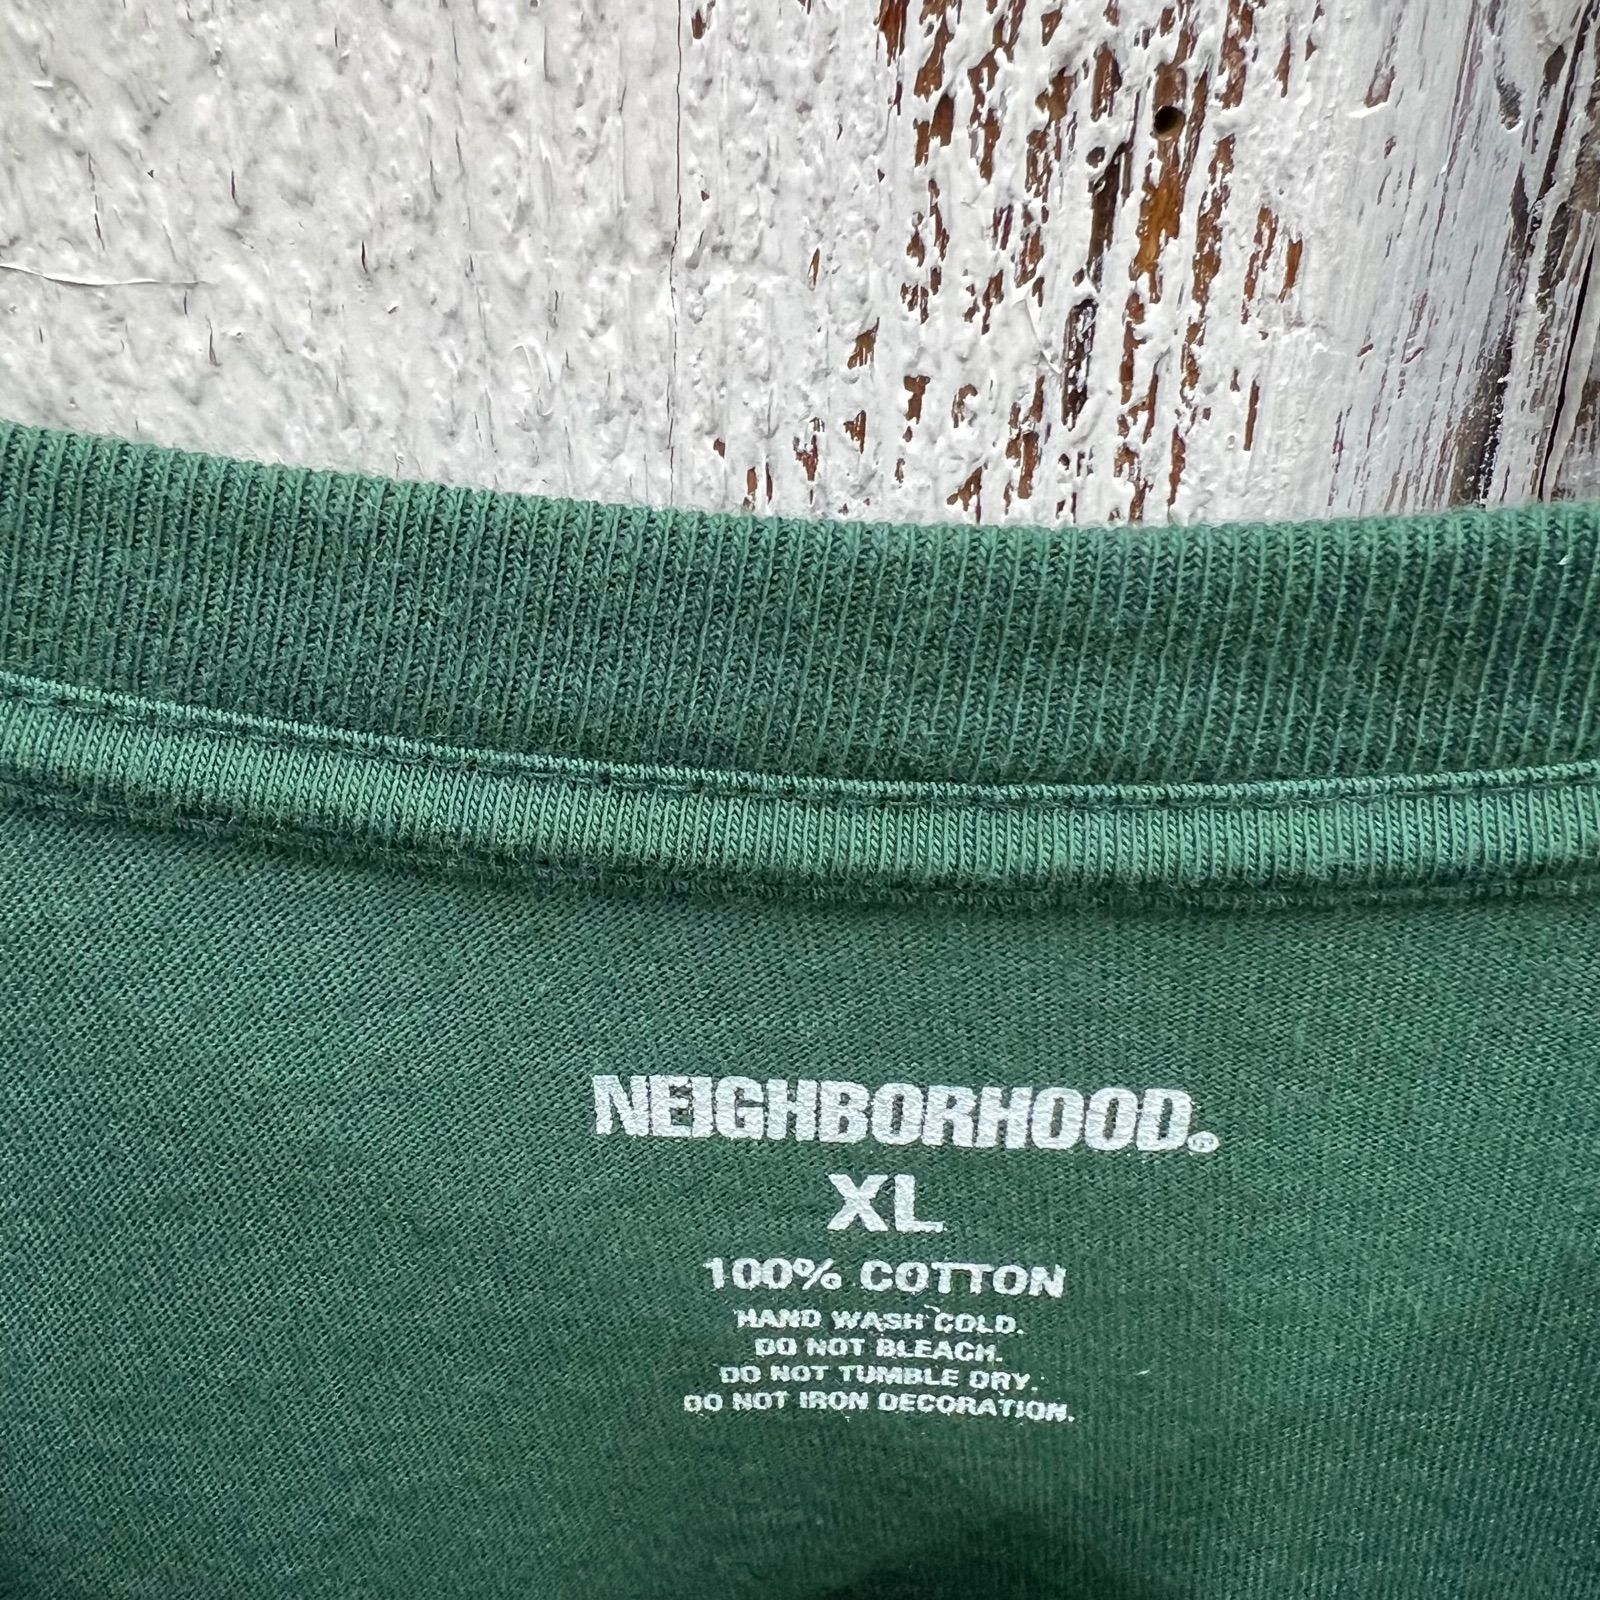 NEIGHBORHOOD®
XL
100% COTTON
HAND WASH COLD.
DO NOT BLEACH.
DO NOT TUMBLE DRY.
DO NOT IRON DECORATION.